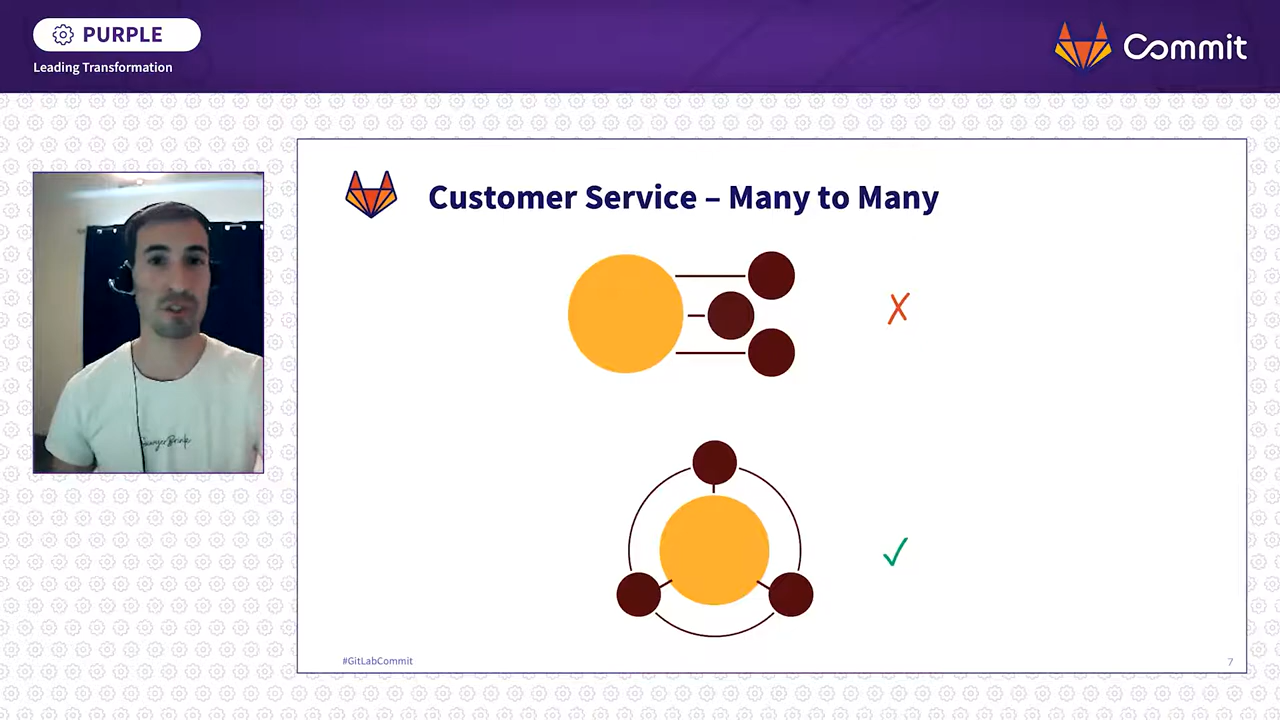 PURPLE
Leading Transformation
Commit
Customer Service – Many to Many
✗
✓
#GitLabCommit
7